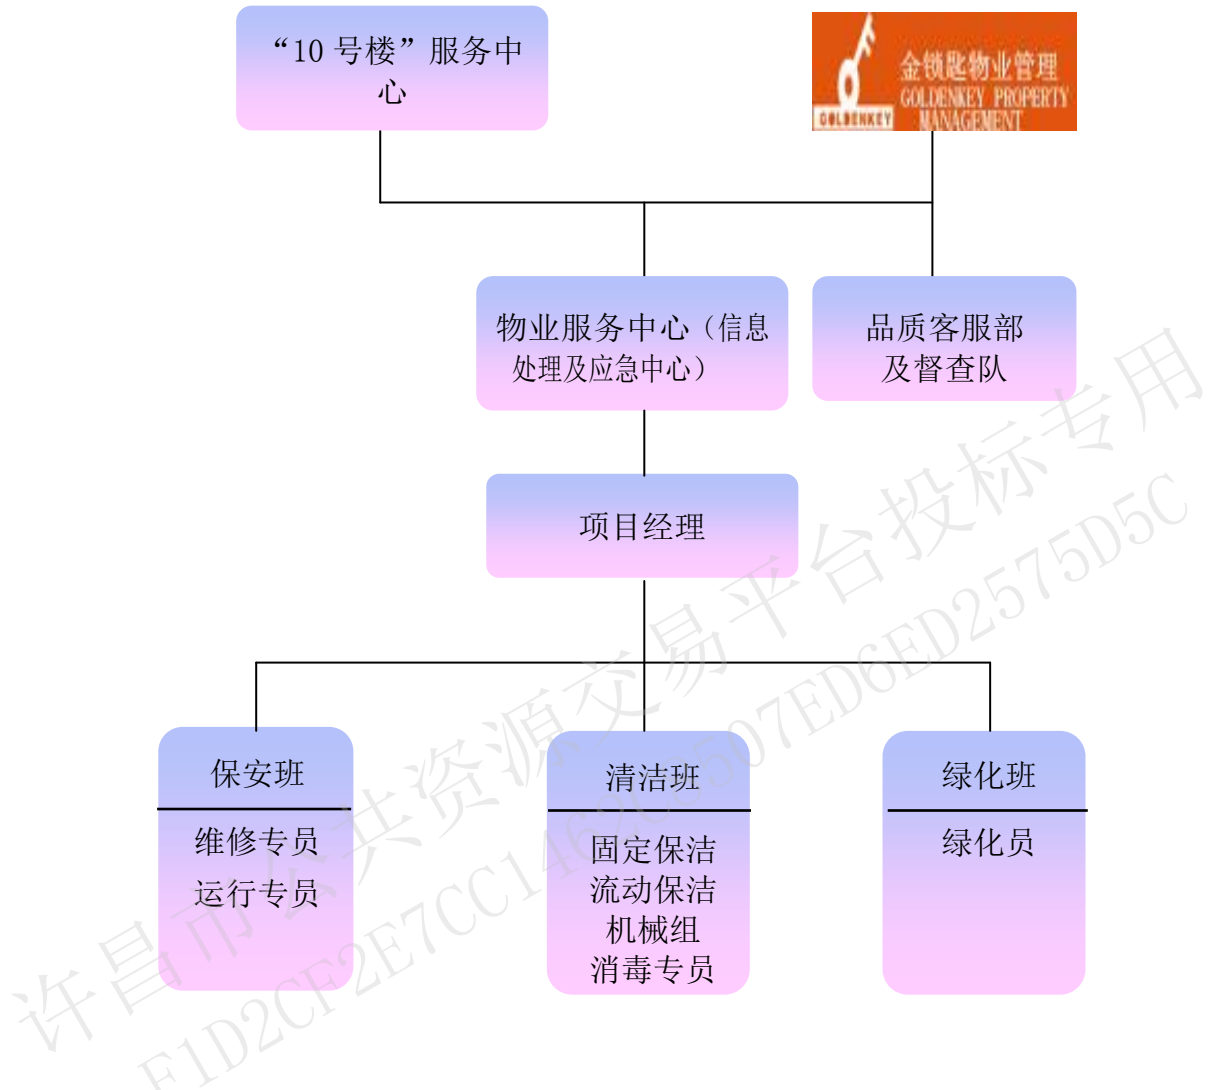 “10 号楼”服务中
心
金锁匙物业管理
GOLDENKEY PROPERTY
MANAGEMENT
GOLDENKEY
物业服务中心（信息
处理及应急中心）
品质客服部
及督查队
项目经理
保安班
维修专员
运行专员
清洁班
固定保洁
流动保洁
机械组
消毒专员
绿化班
绿化员
许昌市公共资源交易平台投标专用